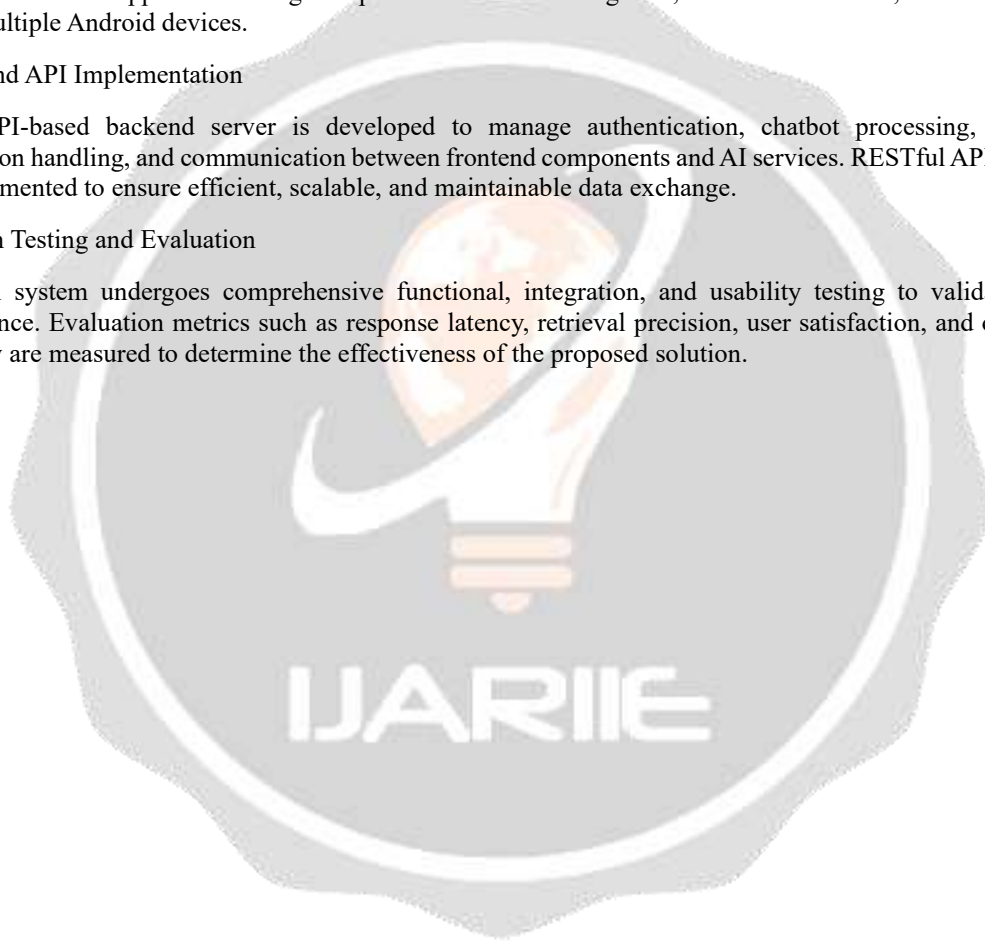 ultiple Android devices.
nd API Implementation
PI-based backend server is developed to manage authentication, chatbot processing,
on handling, and communication between frontend components and AI services. RESTful AP
mented to ensure efficient, scalable, and maintainable data exchange.
Testing and Evaluation
system undergoes comprehensive functional, integration, and usability testing to valid
nce. Evaluation metrics such as response latency, retrieval precision, user satisfaction, and
y are measured to determine the effectiveness of the proposed solution.
IJARIIE